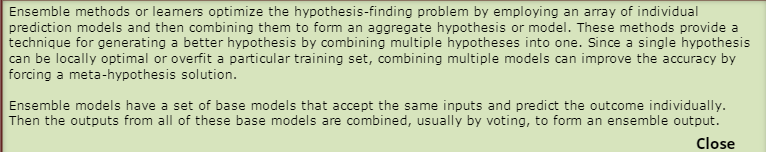 Ensemble methods or learners optimize the hypothesis-finding problem by employing an array of individual
prediction models and then combining them to form an aggregate hypothesis or model. These methods provide a
technique for generating a better hypothesis by combining multiple hypotheses into one. Since a single hypothesis
can be locally optimal or overfit a particular training set, combining multiple models can improve the accuracy by
forcing a meta-hypothesis solution.
Ensemble models have a set of base models that accept the same inputs and predict the outcome individually.
Then the outputs from all of these base models are combined, usually by voting, to form an ensemble output.
Close